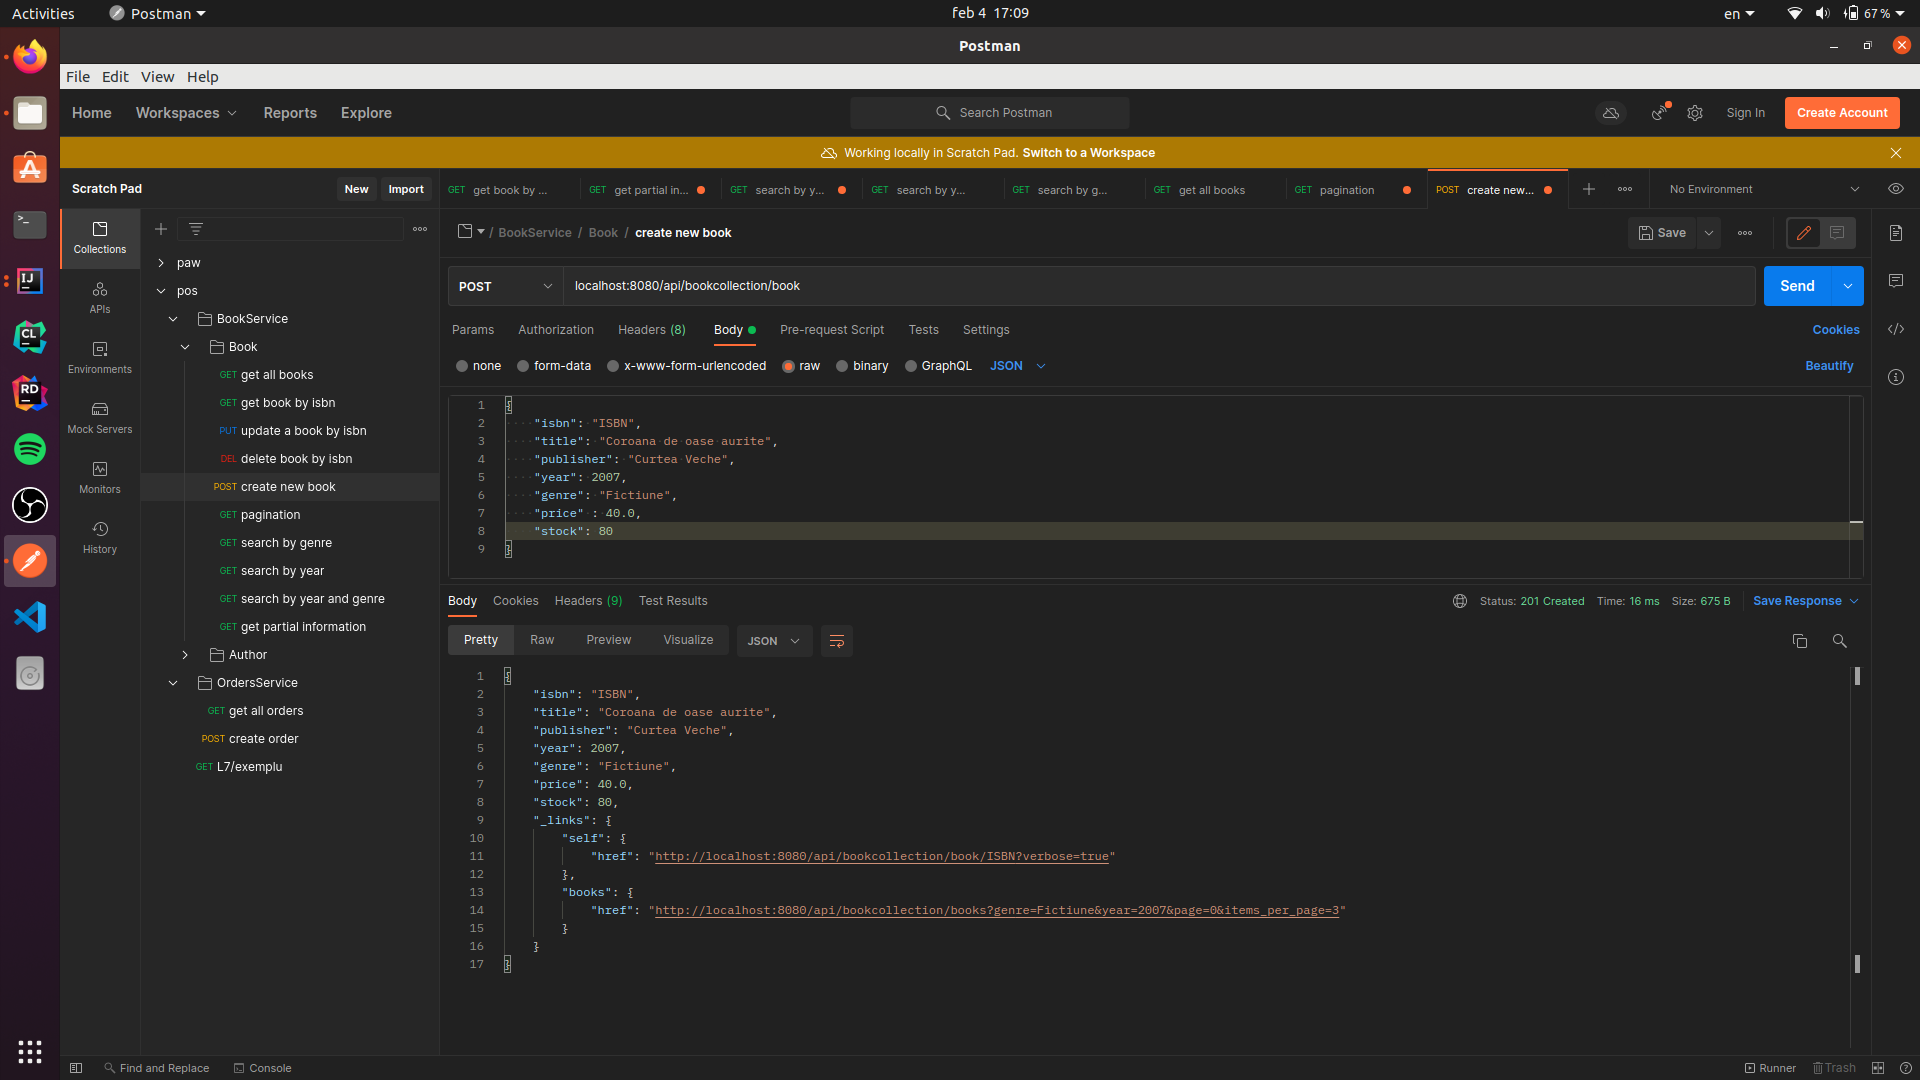 Activities
Postman
feb 4 17:09
en
67 %
Postman
File Edit View Help
Home Workspaces Reports Explore
Search Postman
Sign In
Create Account
Working locally in Scratch Pad. Switch to a Workspace
Scratch Pad
New
Import
GET get book by ...
GET get partial in...
GET search by y...
GET search by y...
GET search by g...
GET get all books
GET pagination
POST create new...
No Environment
Collections
APIs
Environments
Mock Servers
Monitors
History
paw
pos
BookService
Book
GET get all books
GET get book by isbn
PUT update a book by isbn
DEL delete book by isbn
POST create new book
GET pagination
GET search by genre
GET search by year
GET search by year and genre
GET get partial information
Author
OrdersService
GET get all orders
POST create order
GET L7/exemplu
/ BookService / Book / create new book
Save
POST
localhost:8080/api/bookcollection/book
Send
Params Authorization Headers (8) Body Pre-request Script Tests Settings
Cookies
none form-data x-www-form-urlencoded raw binary GraphQL JSON
Beautify
1 {
2 "isbn": "ISBN",
3 "title": "Coroana de oase aurite",
4 "publisher": "Curtea Veche",
5 "year": 2007,
6 "genre": "Fictiune",
7 "price" : 40.0,
8 "stock": 80
9 }
Body Cookies Headers (9) Test Results
Status: 201 Created Time: 16 ms Size: 675 B
Save Response
Pretty Raw Preview Visualize JSON
1 {
2 "isbn": "ISBN",
3 "title": "Coroana de oase aurite",
4 "publisher": "Curtea Veche",
5 "year": 2007,
6 "genre": "Fictiune",
7 "price": 40.0,
8 "stock": 80,
9 "_links": {
10 "self": {
11 "href": "http://localhost:8080/api/bookcollection/book/ISBN?verbose=true"
12 },
13 "books": {
14 "href": "http://localhost:8080/api/bookcollection/books?genre=Fictiune&year=2007&page=0&items_per_page=3"
15 }
16 }
17 }
Find and Replace
Console
Runner
Trash